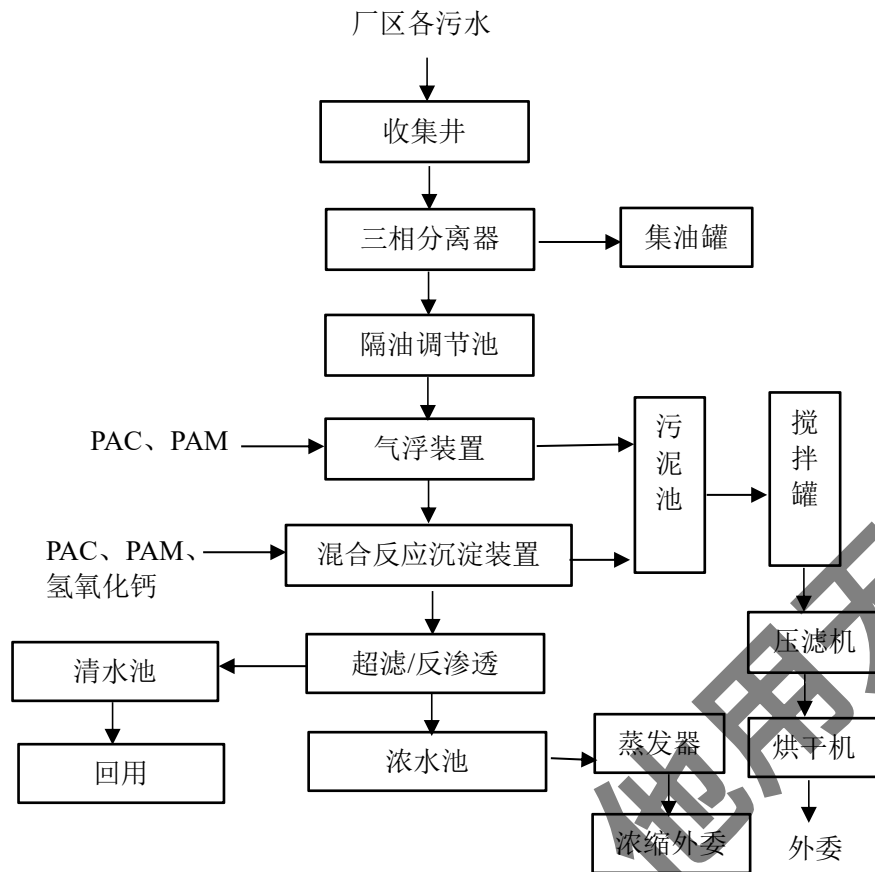 厂区各污水
收集井
三相分离器
集油罐
隔油调节池
PAC、PAM
气浮装置
污泥池
搅拌罐
PAC、PAM、
氢氧化钙
混合反应沉淀装置
压滤机
清水池
超滤/反渗透
烘干机
蒸发器
浓水池
回用
浓缩外委
外委
他用无